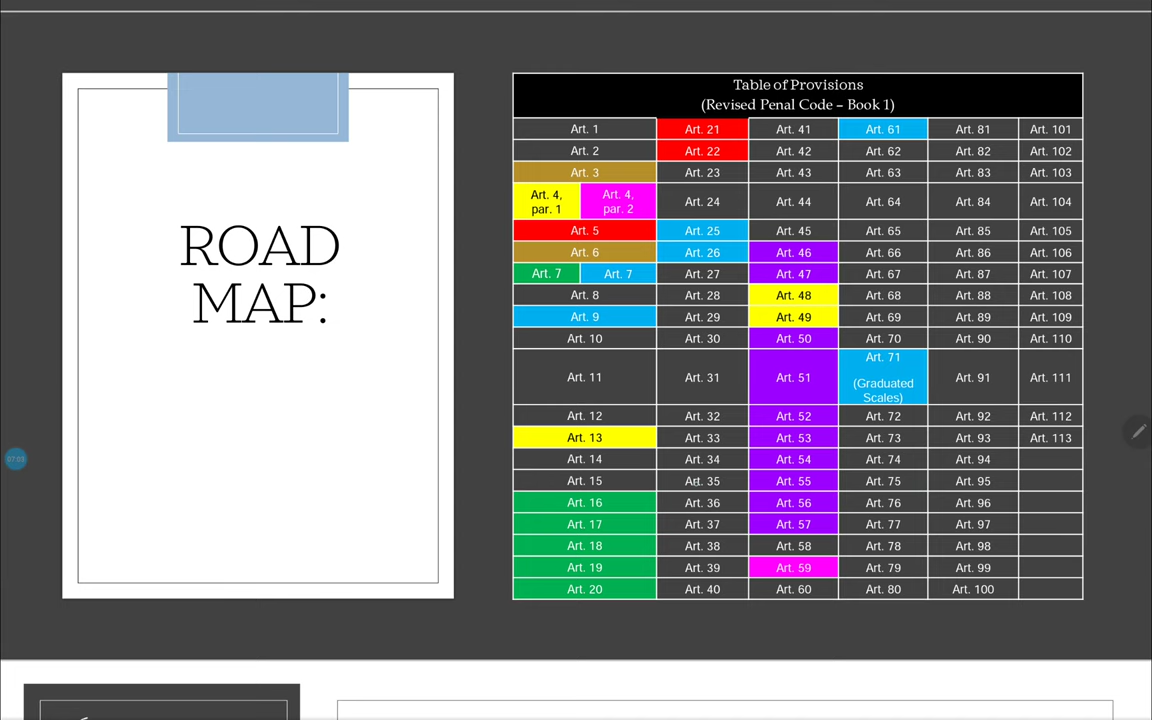 ROAD
MAP:
Table of Provisions
(Revised Penal Code – Book 1)
Art. 1 Art. 21 Art. 41 Art. 61 Art. 81 Art. 101
Art. 2 Art. 22 Art. 42 Art. 62 Art. 82 Art. 102
Art. 3 Art. 23 Art. 43 Art. 63 Art. 83 Art. 103
Art. 4, par. 1 Art. 4, par. 2 Art. 24 Art. 44 Art. 64 Art. 84 Art. 104
Art. 5 Art. 25 Art. 45 Art. 65 Art. 85 Art. 105
Art. 6 Art. 26 Art. 46 Art. 66 Art. 86 Art. 106
Art. 7 Art. 7 Art. 27 Art. 47 Art. 67 Art. 87 Art. 107
Art. 8 Art. 28 Art. 48 Art. 68 Art. 88 Art. 108
Art. 9 Art. 29 Art. 49 Art. 69 Art. 89 Art. 109
Art. 10 Art. 30 Art. 50 Art. 70 Art. 90 Art. 110
Art. 11 Art. 31 Art. 51 Art. 71 (Graduated Scales) Art. 91 Art. 111
Art. 12 Art. 32 Art. 52 Art. 72 Art. 92 Art. 112
Art. 13 Art. 33 Art. 53 Art. 73 Art. 93 Art. 113
Art. 14 Art. 34 Art. 54 Art. 74 Art. 94
Art. 15 Art. 35 Art. 55 Art. 75 Art. 95
Art. 16 Art. 36 Art. 56 Art. 76 Art. 96
Art. 17 Art. 37 Art. 57 Art. 77 Art. 97
Art. 18 Art. 38 Art. 58 Art. 78 Art. 98
Art. 19 Art. 39 Art. 59 Art. 79 Art. 99
Art. 20 Art. 40 Art. 60 Art. 80 Art. 100